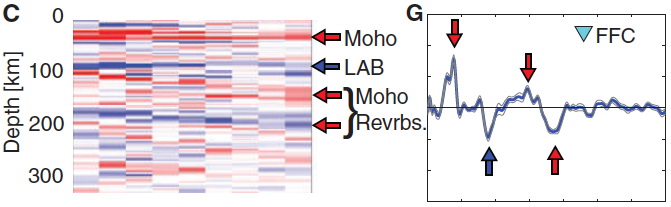 C
0
100
200
300
Depth [km]
Moho
LAB
Moho
Revrbs.
G
FFC